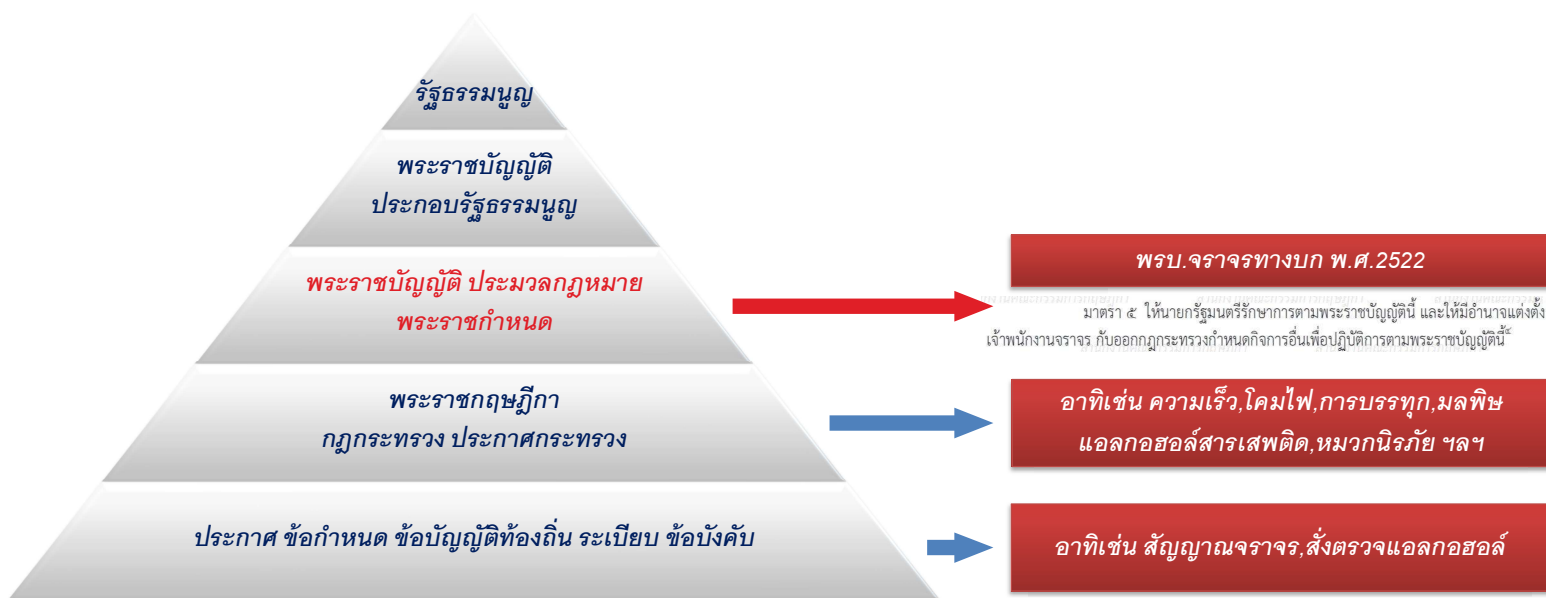 รัฐธรรมนูญ
พระราชบัญญัติ
ประกอบรัฐธรรมนูญ
พระราชบัญญัติ ประมวลกฎหมาย
พระราชกำหนด
พรบ.จราจรทางบก พ.ศ.2522
มาตรา ๕ ให้นายกรัฐมนตรีรักษาการตามพระราชบัญญัตินี้ และให้มีอำนาจแต่งตั้ง
เจ้าพนักงานจราจร กับออกกฎกระทรวงกำหนดกิจการอื่นเพื่อปฏิบัติการตามพระราชบัญญัตินี้
พระราชกฤษฎีกา
กฎกระทรวง ประกาศกระทรวง
อาทิเช่น ความเร็ว,โคมไฟ,การบรรทุก,มลพิษ
แอลกอฮอล์สารเสพติด,หมวกนิรภัย ฯลฯ
ประกาศ ข้อกำหนด ข้อบัญญัติท้องถิ่น ระเบียบ ข้อบังคับ
อาทิเช่น สัญญาณจราจร,สั่งตรวจแอลกอฮอล์